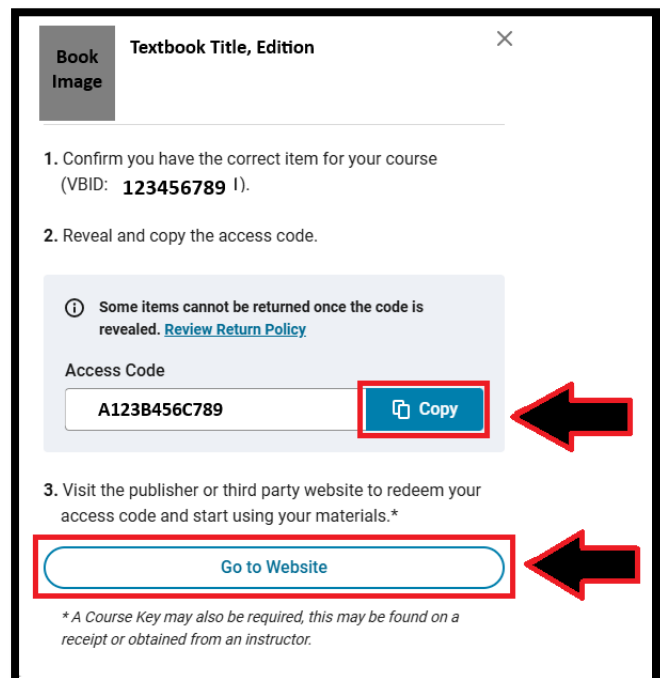 Book
Image
Textbook Title, Edition
1. Confirm you have the correct item for your course
(VBID: 123456789 l).
2. Reveal and copy the access code.
Some items cannot be returned once the code is
revealed. Review Return Policy
Access Code
A123B456C789
Copy
3. Visit the publisher or third party website to redeem your
access code and start using your materials.*
Go to Website
* A Course Key may also be required, this may be found on a
receipt or obtained from an instructor.